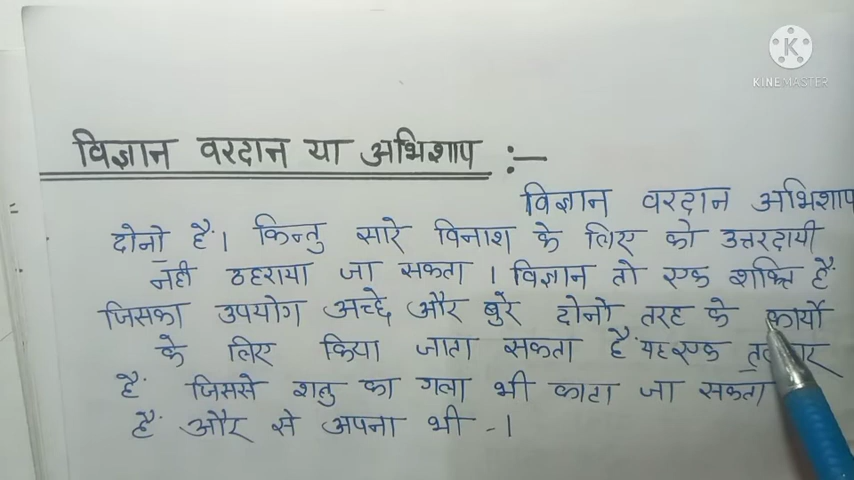 KINEMASTER
विज्ञान वरदान या अभिशाप :-
विज्ञान वरदान अभिशाप
दोनो है। किन्तु सारे विनाश के लिए को उत्तरदायी
नही ठहराया जा सकता । विज्ञान तो एक शक्ति है
जिसका उपयोग अच्छे और बुरे दोनो तरह के कार्यो
के लिए किया जाता सकता है यह एक
है जिससे शत्रु का गला भी काटा जा सकता
है और से अपना भी -।